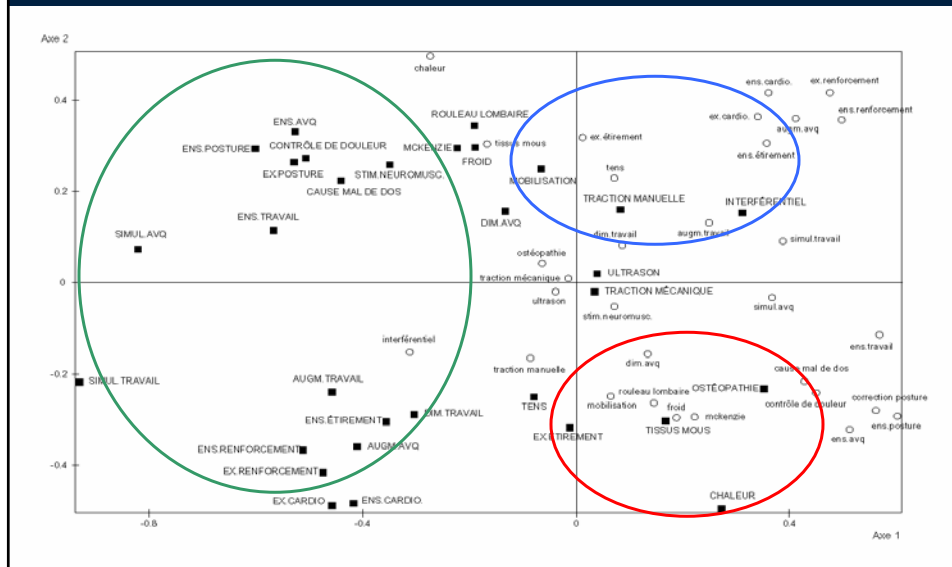 Axe 2
chaleur
ens.cardio.
ex.renforcement
0.4
ROULEAU LOMBAIRE
ex.cardio.
augm.avq
ens.renforcement
ENS.AVQ
ex.étirement
ENS.POSTURE
CONTRÔLE DE DOULEUR
MCKENZIE
tissus mous
FROID
ens.étirement
EX.POSTURE
STIM.NEUROMUSC.
MOBILISATION
CAUSE MAL DE DOS
tens
0.2
TRACTION MANUELLE
INTERFÉRENTIEL
ENS.TRAVAIL
DIM.AVQ
SIMUL.AVQ
dim.travail
augm.travail
simul.travail
ostéopathie
ULTRASON
0
traction mécanique
ultrason
TRACTION MÉCANIQUE
simul.avq
stim.neuromusc.
ens.travail
interférentiel
-0.2
traction manuelle
dim.avq
cause mal de dos
SIMUL TRAVAIL
AUGM.TRAVAIL
rouleau lombaire
OSTÉOPATHIE
contrôle de douleur
correction posture
TENS
mobilisation
froid
mckenzie
ens.posture
ENS.ÉTIREMENT
DIM.TRAVAIL
EX.ÉTIREMENT
TISSUS MOUS
ens.avq
ENS.RENFORCEMENT
AUGM.AVQ
-0.4
EX.RENFORCEMENT
EX.CARDIO
ENS.CARDIO.
CHALEUR
-0.8
-0.4
0
0.4
Axe 1